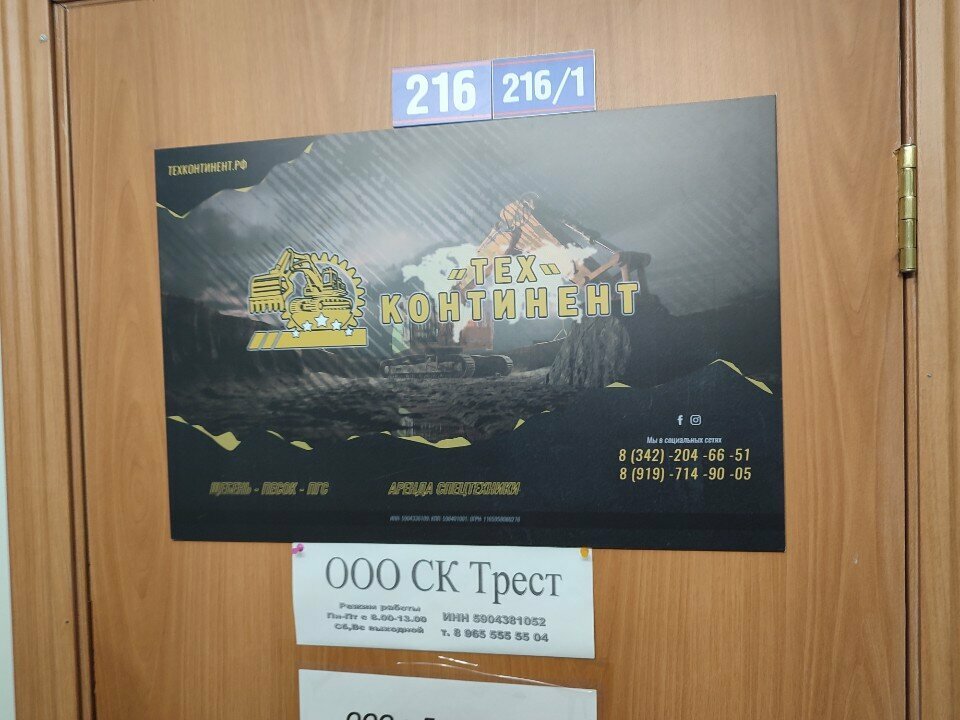 216
216/1
ТЕХКОНТИНЕНТ.РФ
"ТЕХ"
КОНТИНЕНТ
Мы в социальных сетях
8 (342) -204 -66 -51
8 (919) -714 -90 -05
ЩЕБЕНЬ - ПЕСОК - ПГС
АРЕНДА СПЕЦТЕХНИКИ
ООО СК Трест
Режим работы
Пн-Пт с 8.00-13.00
Сб,Вс выходной
ИНН 5904381052
т. 8 965 555 55 04
ООО